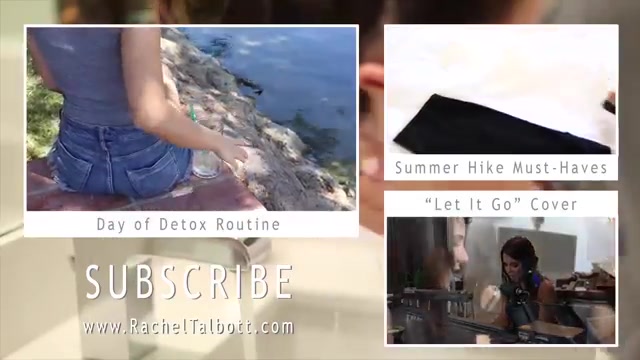 Day of Detox Routine
Summer Hike Must-Haves
“Let It Go” Cover
SUBSCRIBE
www.RachelTalbott.com